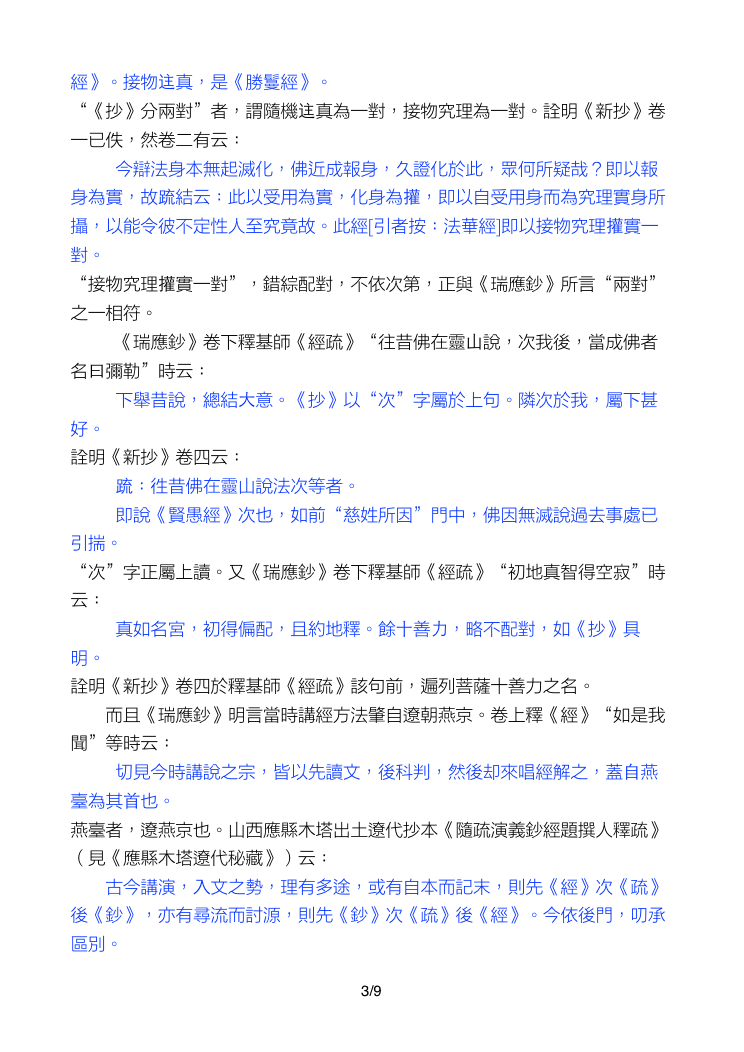 經》。接物迬真，是《勝鬘經》。
“《抄》分兩對”者，謂隨機迬真為一對，接物究理為一對。詮明《新抄》卷
一已佚，然卷二有云：
今辯法身本無起滅化，佛近成報身，久證化於此，眾何所疑哉？即以報
身為實，故䟽結云：此以受用為實，化身為㩲，即以自受用身而為究理實身所
攝，以能令彼不定性人至究竟故。此經[引者按：法華經]即以接物究理㩲實一
對。
“接物究理㩲實一對”，錯綜配對，不依次第，正與《瑞應鈔》所言“兩對”
之一相符。
《瑞應鈔》卷下釋基師《經疏》“往昔佛在靈山說，次我後，當成佛者
名曰彌勒”時云：
下舉昔說，總結大意。《抄》以“次”字屬於上句。隣次於我，屬下甚
好。
詮明《新抄》卷四云：
䟽：徃昔佛在靈山說法次等者。
即說《賢愚經》次也，如前“慈姓所因”門中，佛因無滅說過去事處已
引揣。
“次”字正屬上讀。又《瑞應鈔》卷下釋基師《經疏》“初地真智得空寂”時
云：
真如名宮，初得偏配，且約地釋。餘十善力，略不配對，如《抄》具
明。
詮明《新抄》卷四於釋基師《經疏》該句前，遍列菩薩十善力之名。
而且《瑞應鈔》明言當時講經方法肇自遼朝燕京。卷上釋《經》“如是我
聞”等時云：
切見今時講說之宗，皆以先讀文，後科判，然後却來唱經解之，蓋自燕
臺為其首也。
燕臺者，遼燕京也。山西應縣木塔出土遼代抄本《隨疏演義鈔經題撰人釋疏》
（見《應縣木塔遼代秘藏》）云：
古今講演，入文之勢，理有多途，或有自本而記末，則先《經》次《疏》
後《鈔》，亦有尋流而討源，則先《鈔》次《疏》後《經》。今依後門，叨承
區別。
3/9